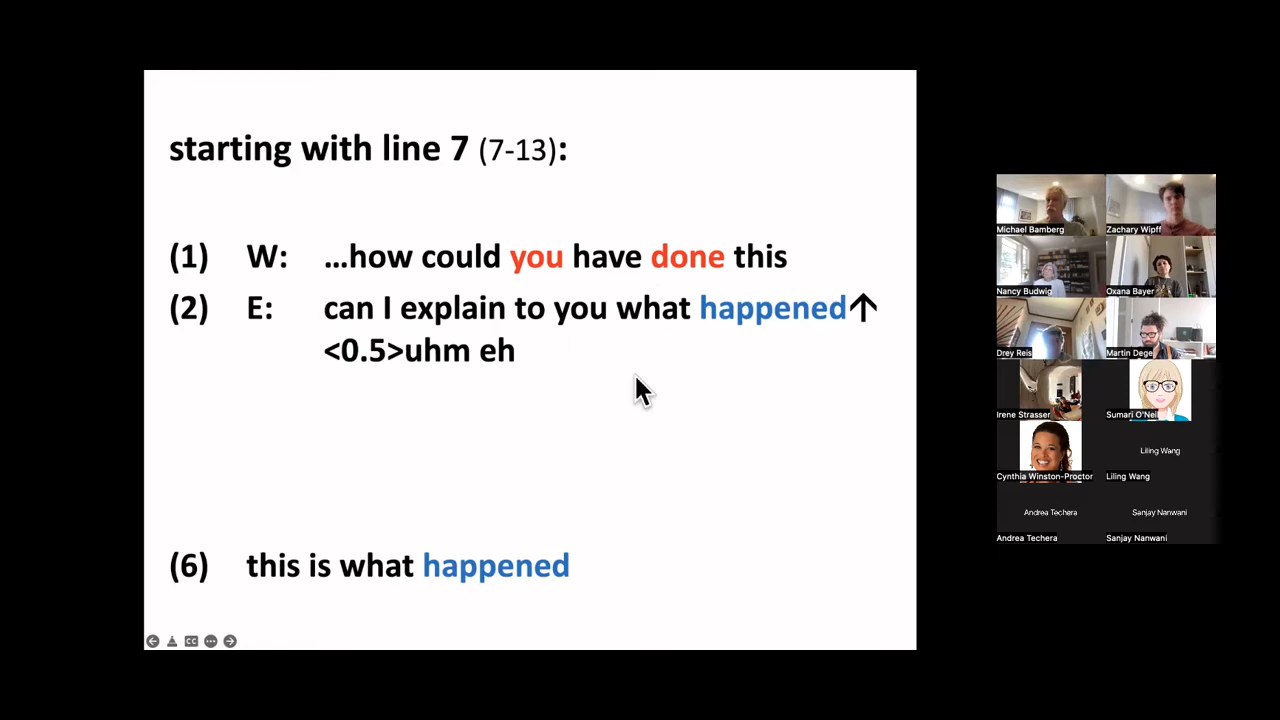 starting with line 7 (7-13):
(1) W: …how could you have done this
(2) E: can I explain to you what happened↑
<0.5>uhm eh
(6) this is what happened
CC
Michael Bamberg
Zachary Wipff
Nancy Budwig
Oxana Bayer
Drey Reis
Martin Dege
Irene Strasser
Sumari O'Neil
Cynthia Winston-Proctor
Liling Wang
Liling Wang
Andrea Techera
Sanjay Nanwani
Andrea Techera
Sanjay Nanwani